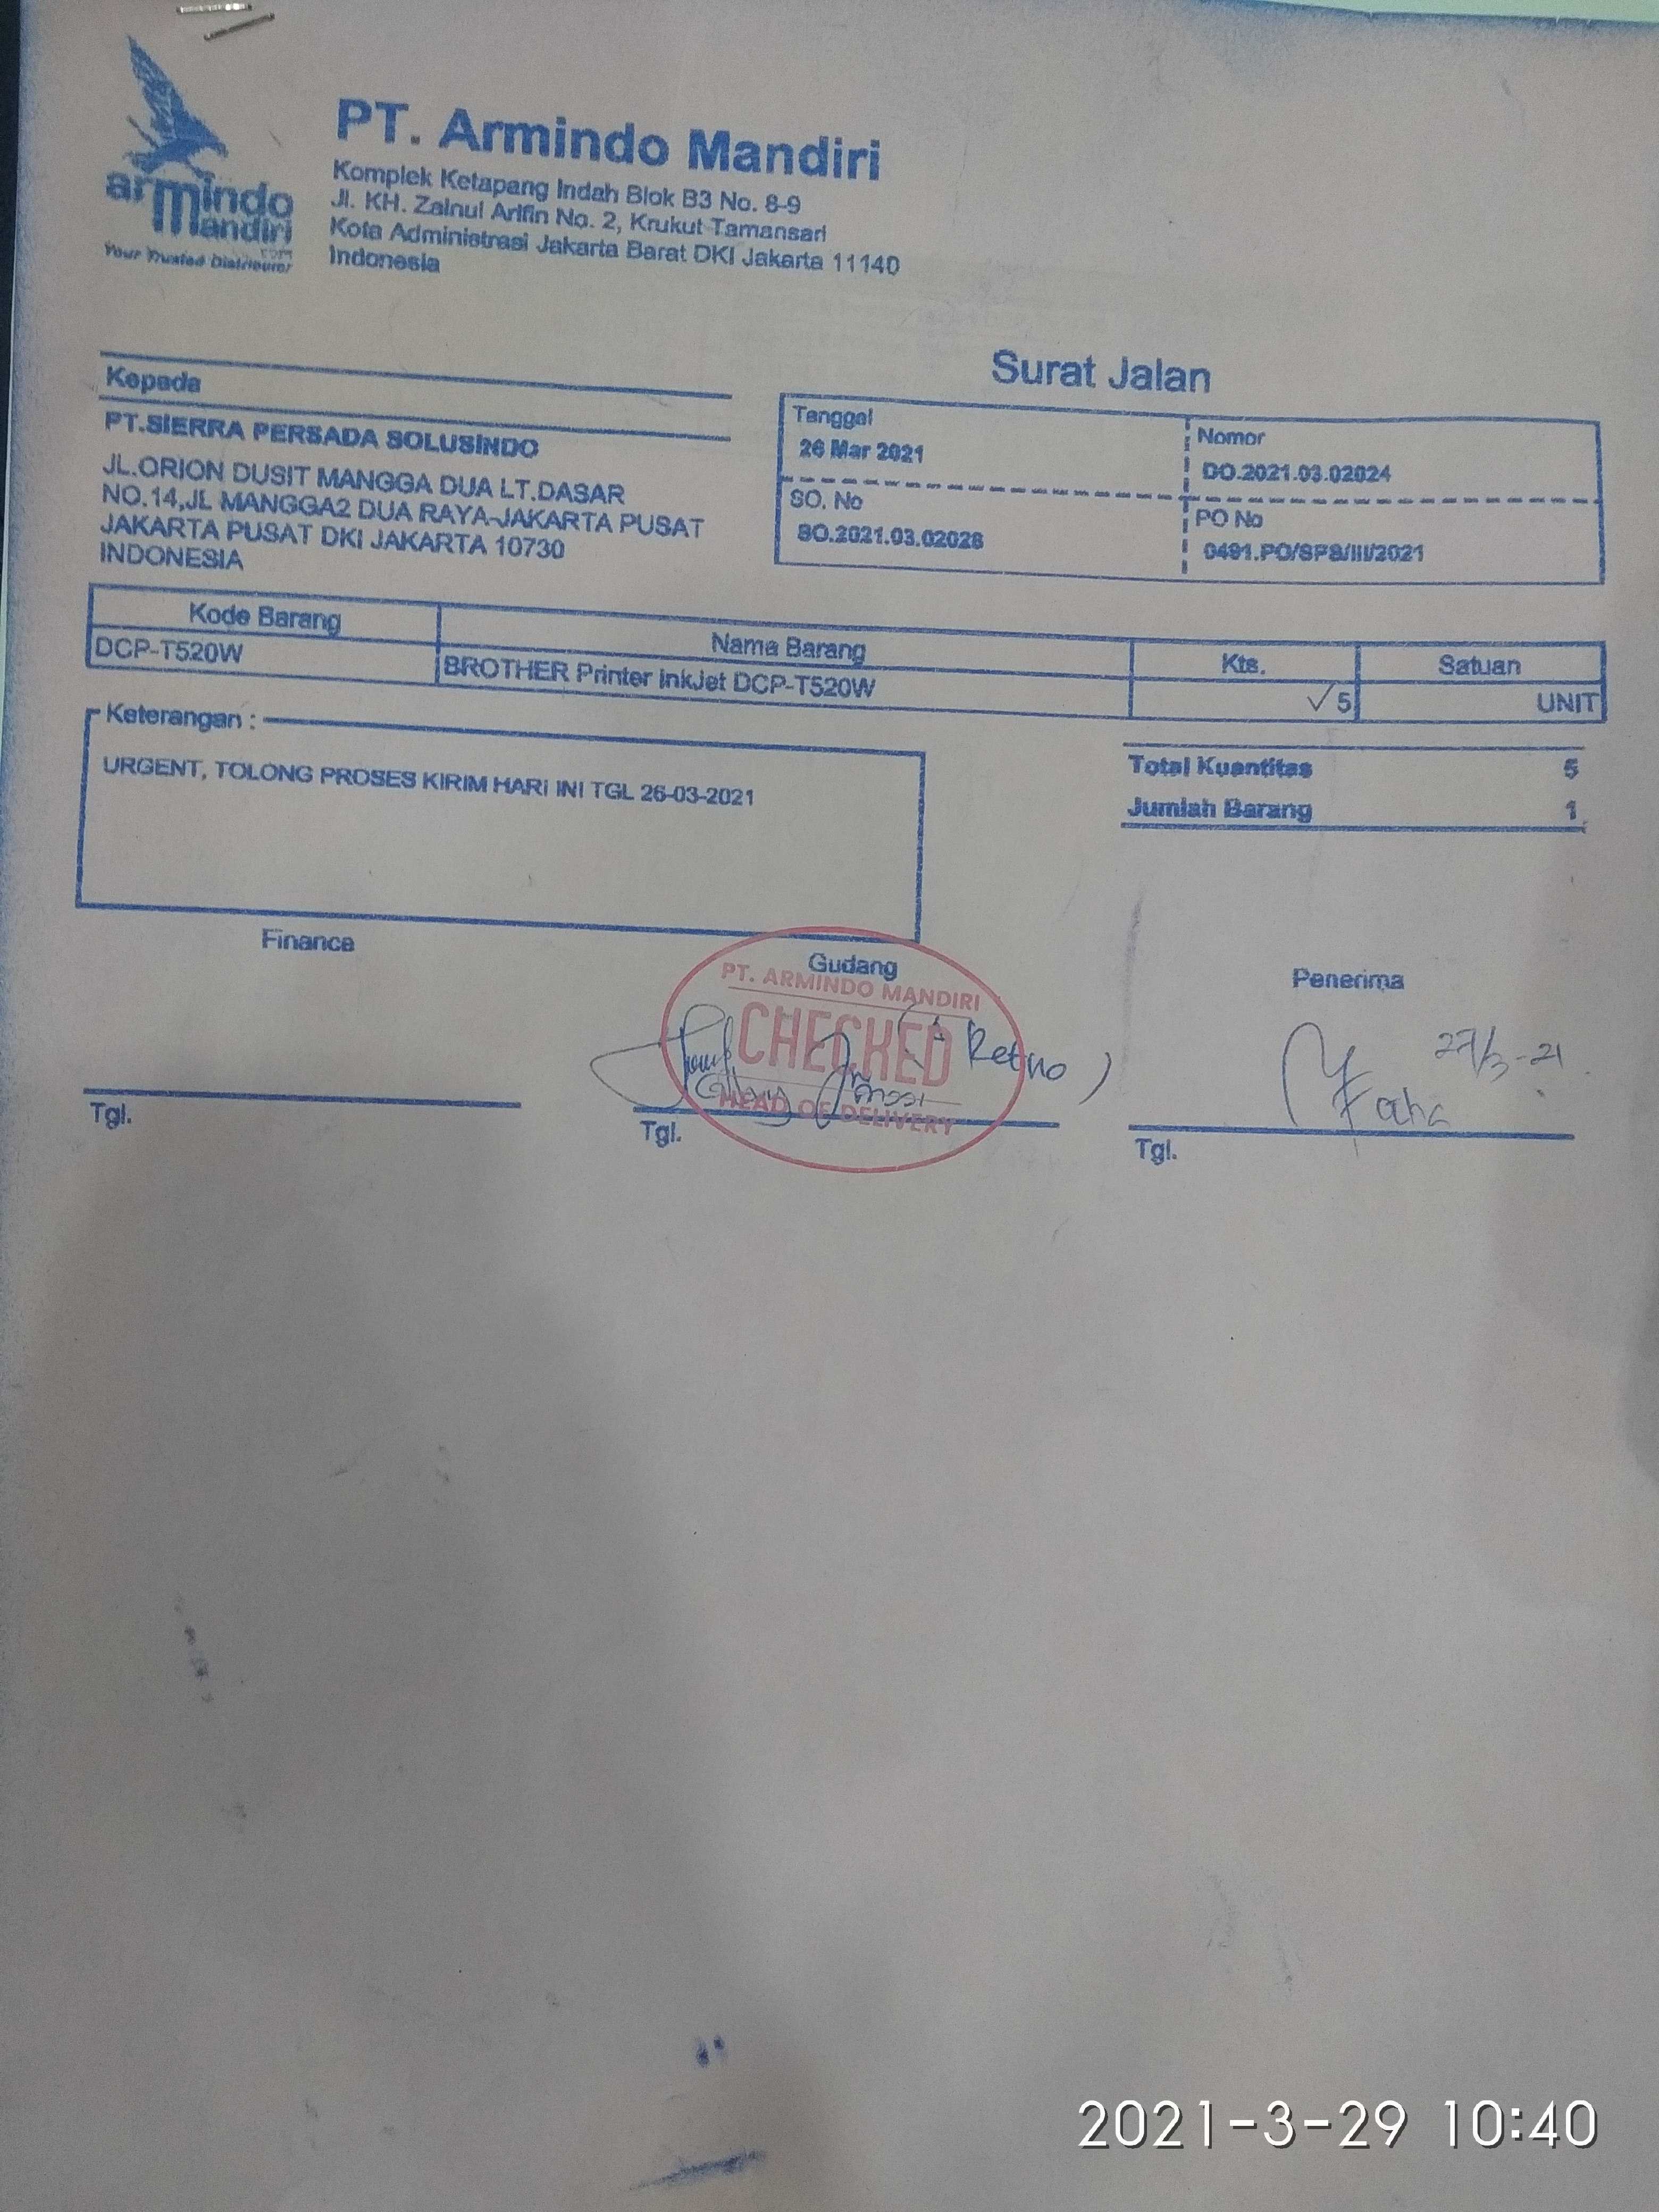 armindo
mandiri
.com
Your Trusted Distributor
PT. Armindo Mandiri
Komplek Ketapang Indah Blok B3 No. 8-9
Jl. KH. Zainul Arifin No. 2, Krukut Tamansari
Kota Administrasi Jakarta Barat DKI Jakarta 11140
Indonesia
Surat Jalan
Kepada
PT.SIERRA PERSADA SOLUSINDO
JL.ORION DUSIT MANGGA DUA LT.DASAR
NO.14,JL MANGGA2 DUA RAYA-JAKARTA PUSAT
JAKARTA PUSAT DKI JAKARTA 10730
INDONESIA
Tanggal
26 Mar 2021
Nomor
DO.2021.03.02024
SO. No
SO.2021.03.02028
PO No
0491.PO/SPS/III/2021
Kode Barang Nama Barang Kts. Satuan
DCP-T520W BROTHER Printer InkJet DCP-T520W ✓5 UNIT
Keterangan :
URGENT, TOLONG PROSES KIRIM HARI INI TGL 26-03-2021
Total Kuantitas 5
Jumlah Barang 1
Finance
Gudang
Penerima
PT. ARMINDO MANDIRI
CHECKED
HEAD OF DELIVERY
Retno )
27/3-21
Tgl.
Tgl.
Tgl.
2021-3-29 10:40